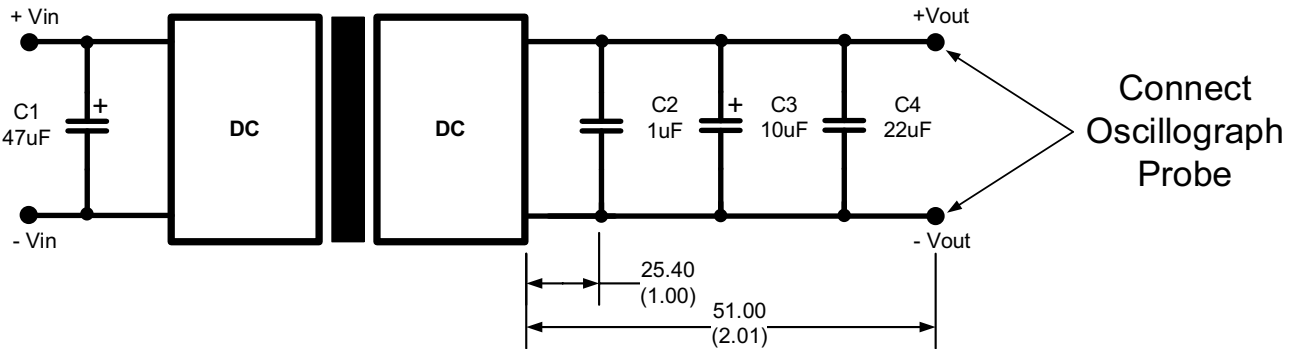 + Vin
+Vout
C1
47uF
+
DC
DC
C2
1uF
+
C3
10uF
C4
22uF
Connect
Oscillograph
Probe
- Vin
- Vout
25.40
(1.00)
51.00
(2.01)